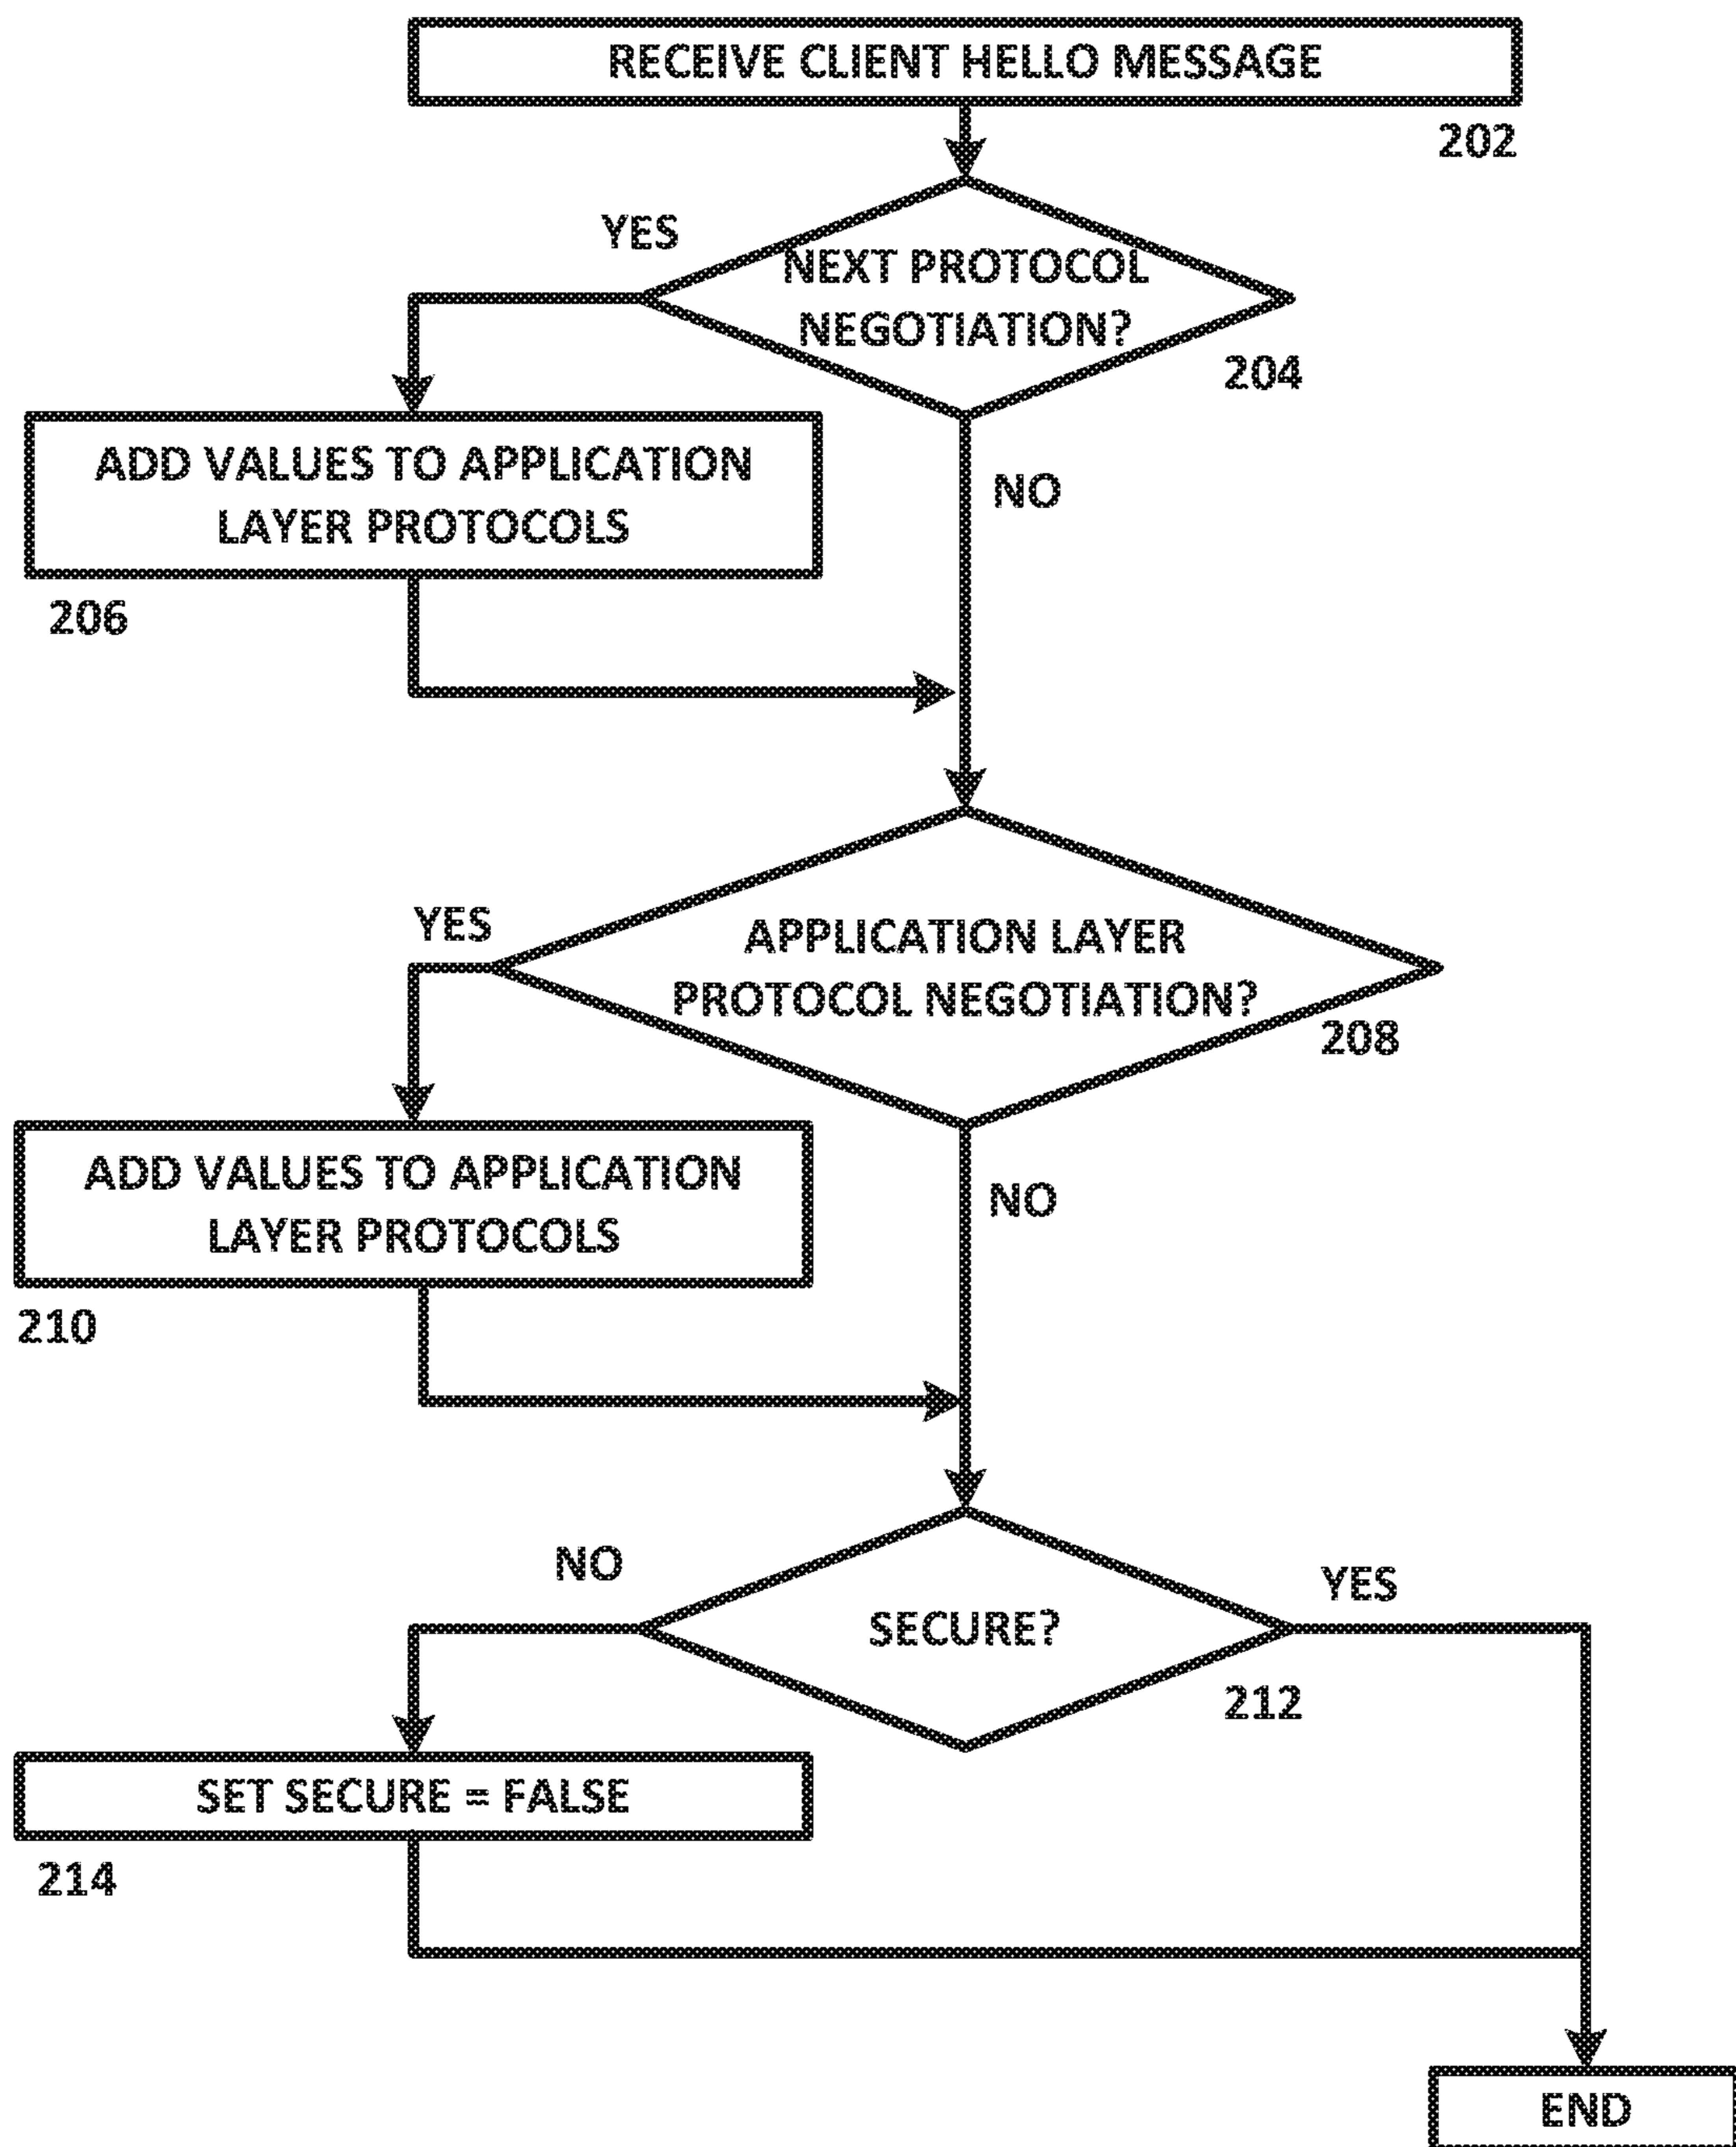 RECEIVE CLIENT HELLO MESSAGE
202
YES
NEXT PROTOCOL
NEGOTIATION?
204
ADD VALUES TO APPLICATION
LAYER PROTOCOLS
NO
206
YES
APPLICATION LAYER
PROTOCOL NEGOTIATION?
208
ADD VALUES TO APPLICATION
LAYER PROTOCOLS
NO
210
NO
YES
SECURE?
212
SET SECURE = FALSE
214
END